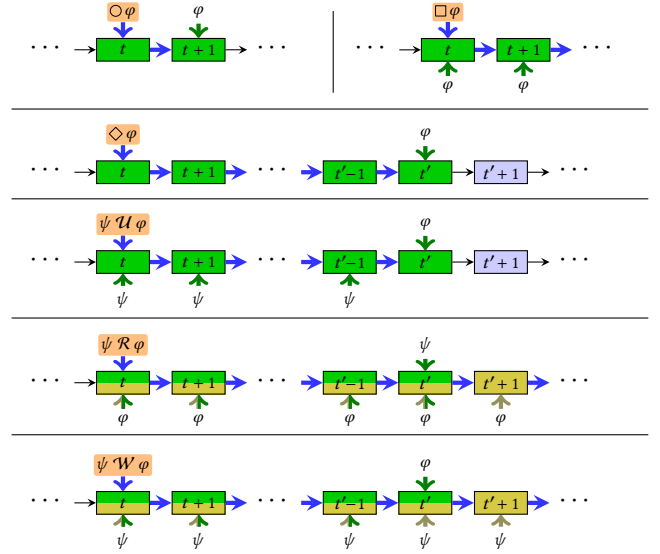 ○ φ φ □ φ
· · · t t + 1 · · · · · · t t + 1 · · ·
φ φ
◇ φ φ
· · · t t + 1 · · · t′−1 t′ t′ + 1 · · ·
ψ 𝒰 φ φ
· · · t t + 1 · · · t′−1 t′ t′ + 1 · · ·
ψ ψ ψ
ψ ℛ φ ψ
· · · t t + 1 · · · t′−1 t′ t′ + 1 · · ·
φ φ φ φ φ
ψ 𝒲 φ φ
· · · t t + 1 · · · t′−1 t′ t′ + 1 · · ·
ψ ψ ψ ψ ψ